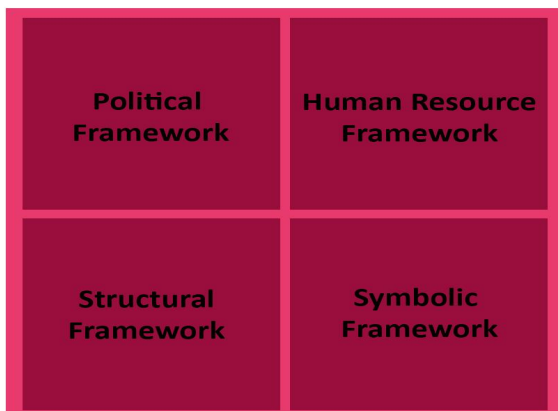 Political
Framework
Human Resource
Framework
Structural
Framework
Symbolic
Framework